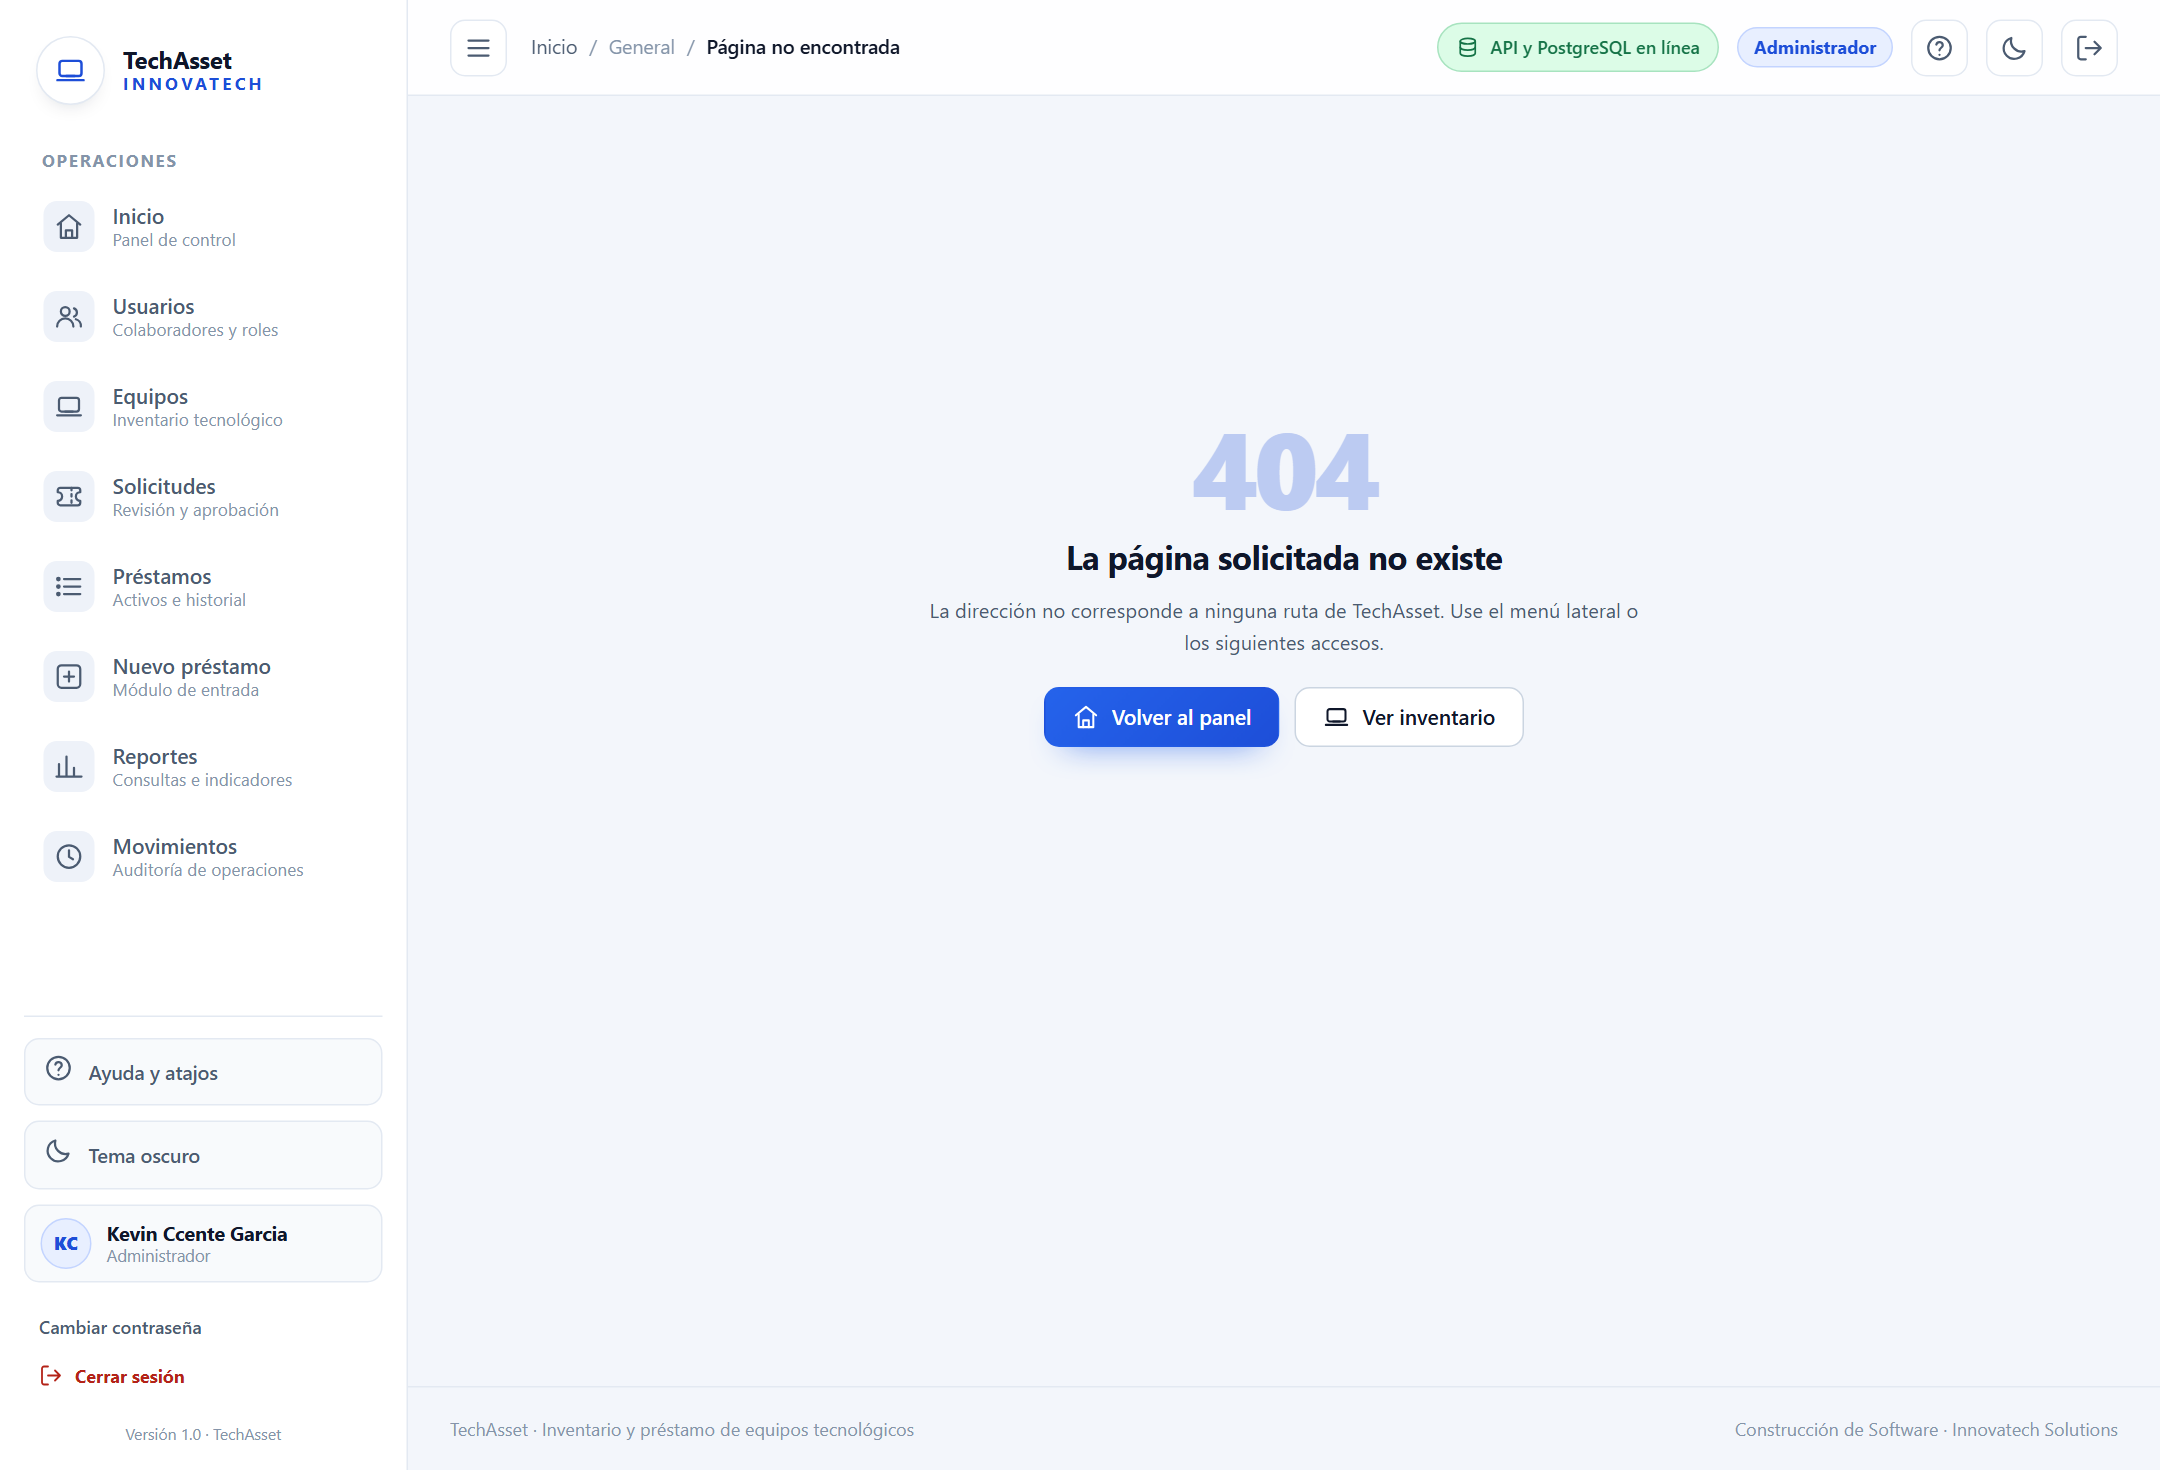 TechAsset
INNOVATECH
OPERACIONES
Inicio
Panel de control
Usuarios
Colaboradores y roles
Equipos
Inventario tecnológico
Solicitudes
Revisión y aprobación
Préstamos
Activos e historial
Nuevo préstamo
Módulo de entrada
Reportes
Consultas e indicadores
Movimientos
Auditoría de operaciones
Ayuda y atajos
Tema oscuro
KC
Kevin Ccente Garcia
Administrador
Cambiar contraseña
Cerrar sesión
Versión 1.0 · TechAsset
Inicio / General / Página no encontrada
API y PostgreSQL en línea
Administrador
404
La página solicitada no existe
La dirección no corresponde a ninguna ruta de TechAsset. Use el menú lateral o
los siguientes accesos.
Volver al panel
Ver inventario
TechAsset · Inventario y préstamo de equipos tecnológicos
Construcción de Software · Innovatech Solutions